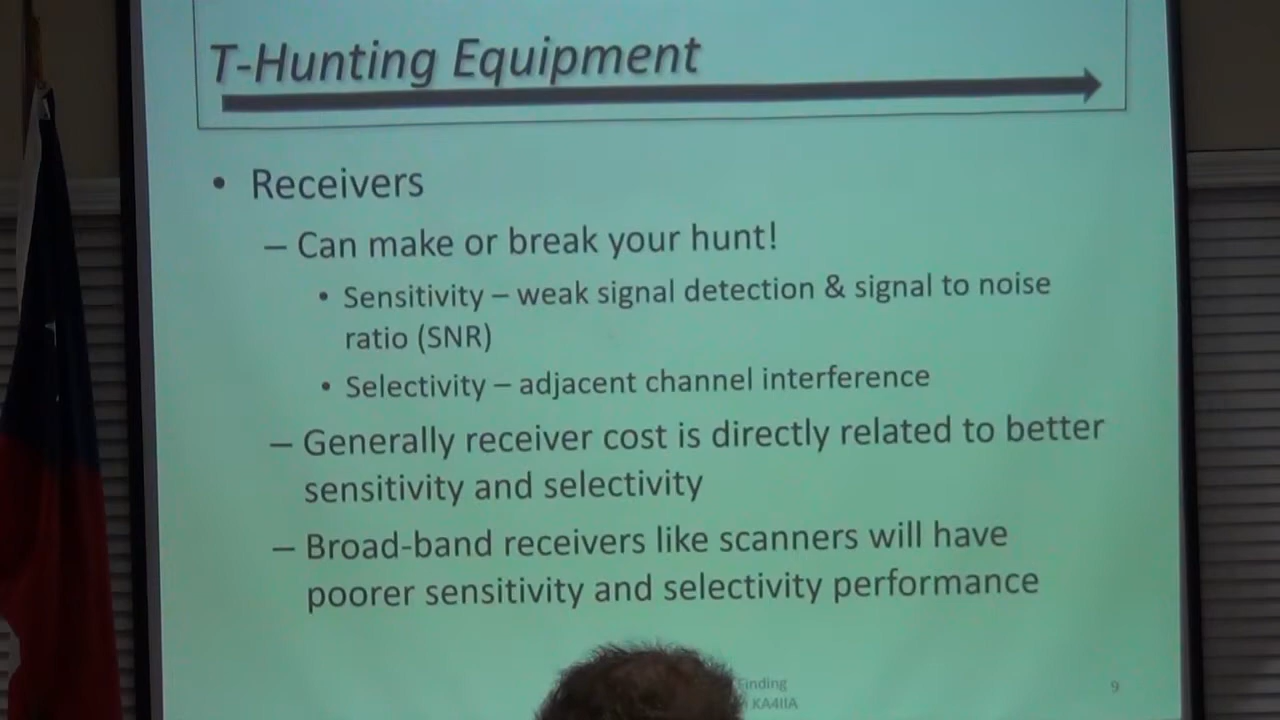 T-Hunting Equipment
• Receivers
– Can make or break your hunt!
• Sensitivity – weak signal detection & signal to noise
ratio (SNR)
• Selectivity – adjacent channel interference
– Generally receiver cost is directly related to better
sensitivity and selectivity
– Broad-band receivers like scanners will have
poorer sensitivity and selectivity performance
Finding
KA4IIA
9